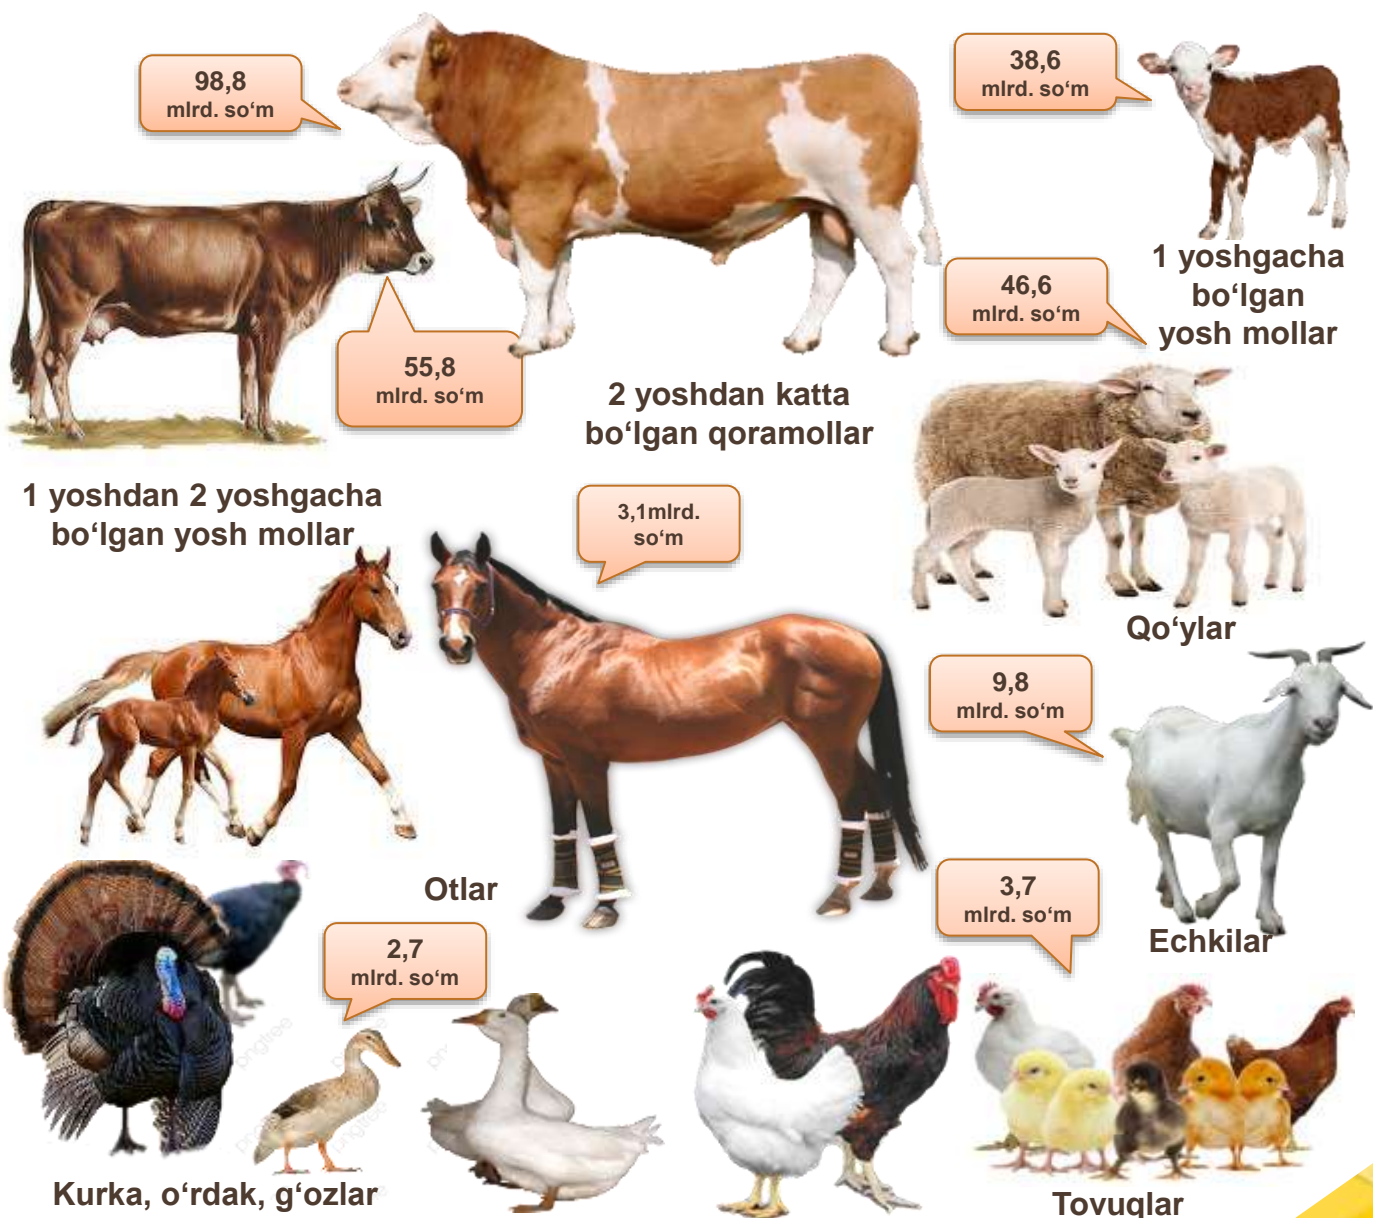 98,8
mlrd. so‘m
38,6
mlrd. so‘m
1 yoshgacha
bo‘lgan
yosh mollar
46,6
mlrd. so‘m
55,8
mlrd. so‘m
2 yoshdan katta
bo‘lgan qoramollar
1 yoshdan 2 yoshgacha
bo‘lgan yosh mollar
3,1mlrd.
so‘m
Qo‘ylar
9,8
mlrd. so‘m
Otlar
3,7
mlrd. so‘m
Echkilar
2,7
mlrd. so‘m
pngtree
Kurka, o‘rdak, g‘ozlar
Tovuqlar